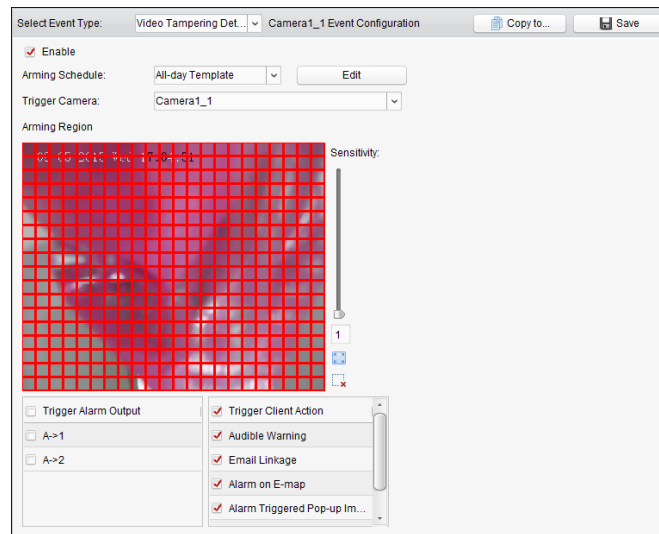 Select Event Type: Video Tampering Det... Camera1_1 Event Configuration Copy to... Save
Enable
Arming Schedule: All-day Template Edit
Trigger Camera: Camera1_1
Arming Region
Sensitivity:
1
Trigger Alarm Output
A->1
A->2
Trigger Client Action
Audible Warning
Email Linkage
Alarm on E-map
Alarm Triggered Pop-up Im...